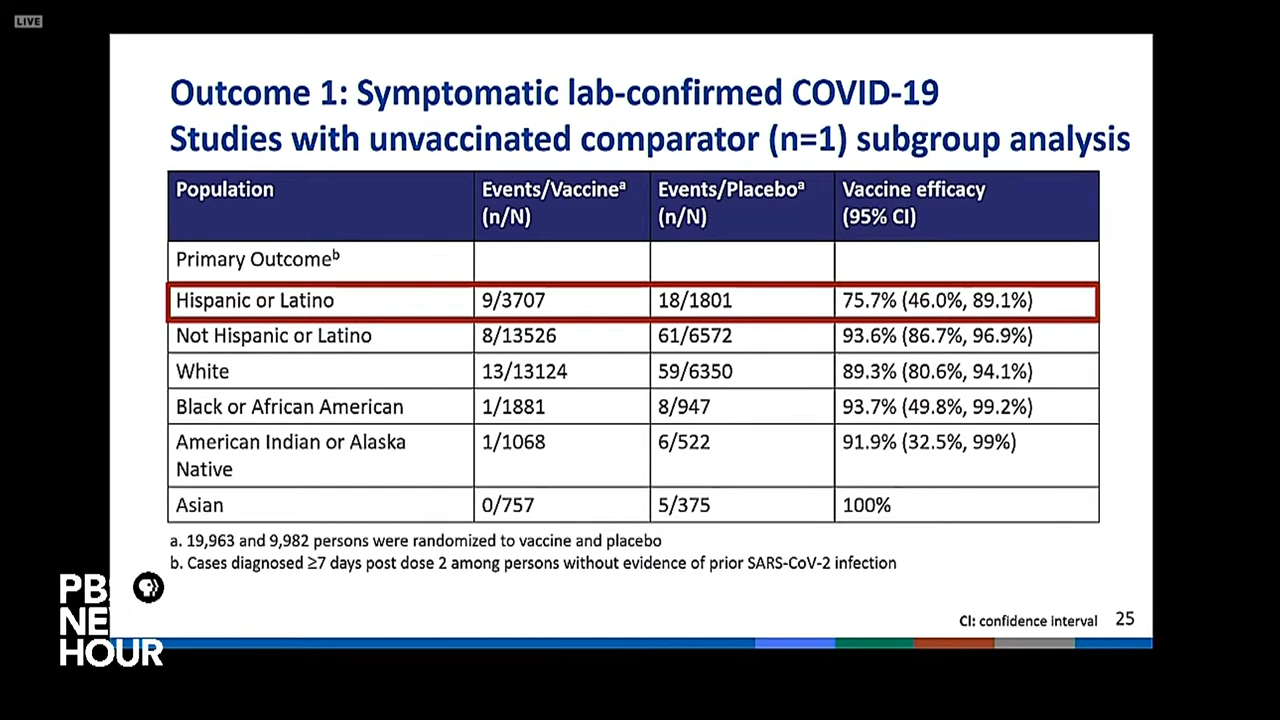 LIVE
Outcome 1: Symptomatic lab-confirmed COVID-19
Studies with unvaccinated comparator (n=1) subgroup analysis
Population Events/Vaccineᵃ (n/N) Events/Placeboᵃ (n/N) Vaccine efficacy (95% CI)
Primary Outcomeᵇ
Hispanic or Latino 9/3707 18/1801 75.7% (46.0%, 89.1%)
Not Hispanic or Latino 8/13526 61/6572 93.6% (86.7%, 96.9%)
White 13/13124 59/6350 89.3% (80.6%, 94.1%)
Black or African American 1/1881 8/947 93.7% (49.8%, 99.2%)
American Indian or Alaska Native 1/1068 6/522 91.9% (32.5%, 99%)
Asian 0/757 5/375 100%
a. 19,963 and 9,982 persons were randomized to vaccine and placebo
b. Cases diagnosed ≥7 days post dose 2 among persons without evidence of prior SARS-CoV-2 infection
CI: confidence interval 25
PBS
NE
HOUR